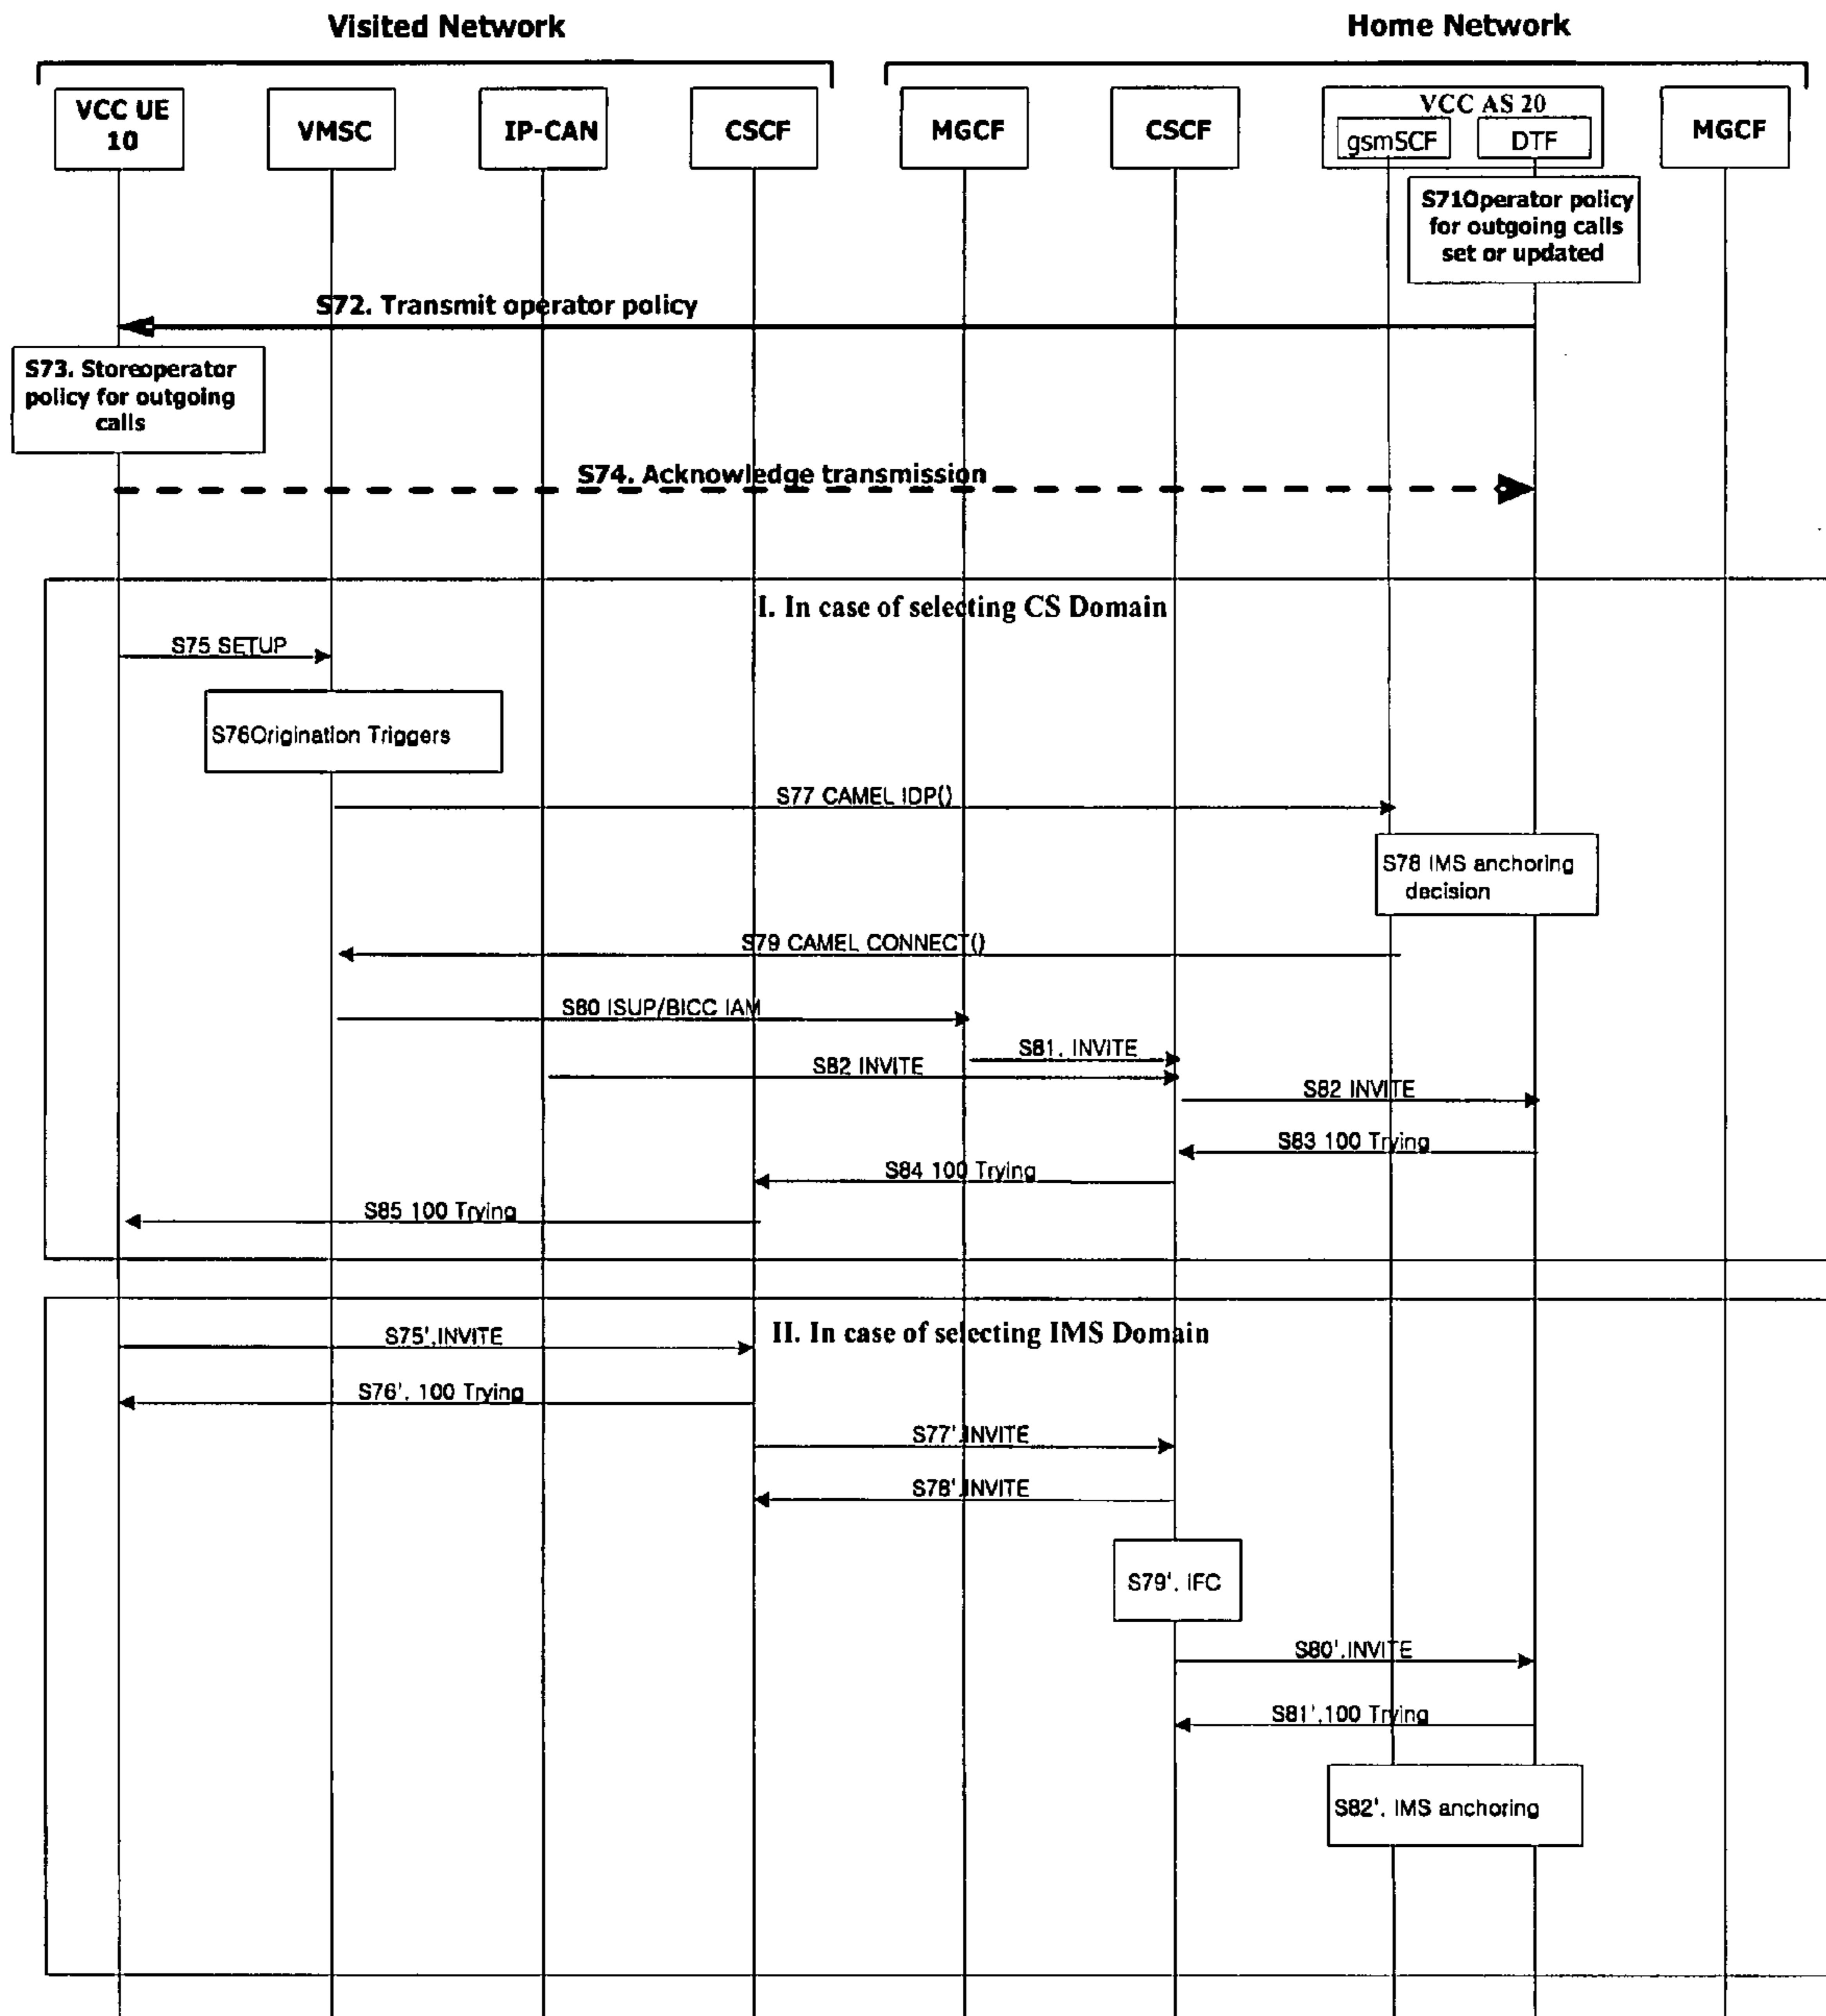 Visited Network
Home Network
VCC UE
10
VMSC
IP-CAN
CSCF
MGCF
CSCF
VCC AS 20
gsmSCF
DTF
MGCF
S71Operator policy
for outgoing calls
set or updated
S72. Transmit operator policy
S73. Storeoperator
policy for outgoing
calls
S74. Acknowledge transmission
I. In case of selecting CS Domain
S75 SETUP
S76Origination Triggers
S77 CAMEL IDP()
S78 IMS anchoring
decision
S79 CAMEL CONNECT()
S80 ISUP/BICC IAM
S81. INVITE
S82 INVITE
S82 INVITE
S83 100 Trying
S84 100 Trying
S85 100 Trying
II. In case of selecting IMS Domain
S75'.INVITE
S76'. 100 Trying
S77'.INVITE
S78'.INVITE
S79'. IFC
S80'.INVITE
S81'.100 Trying
S82'. IMS anchoring